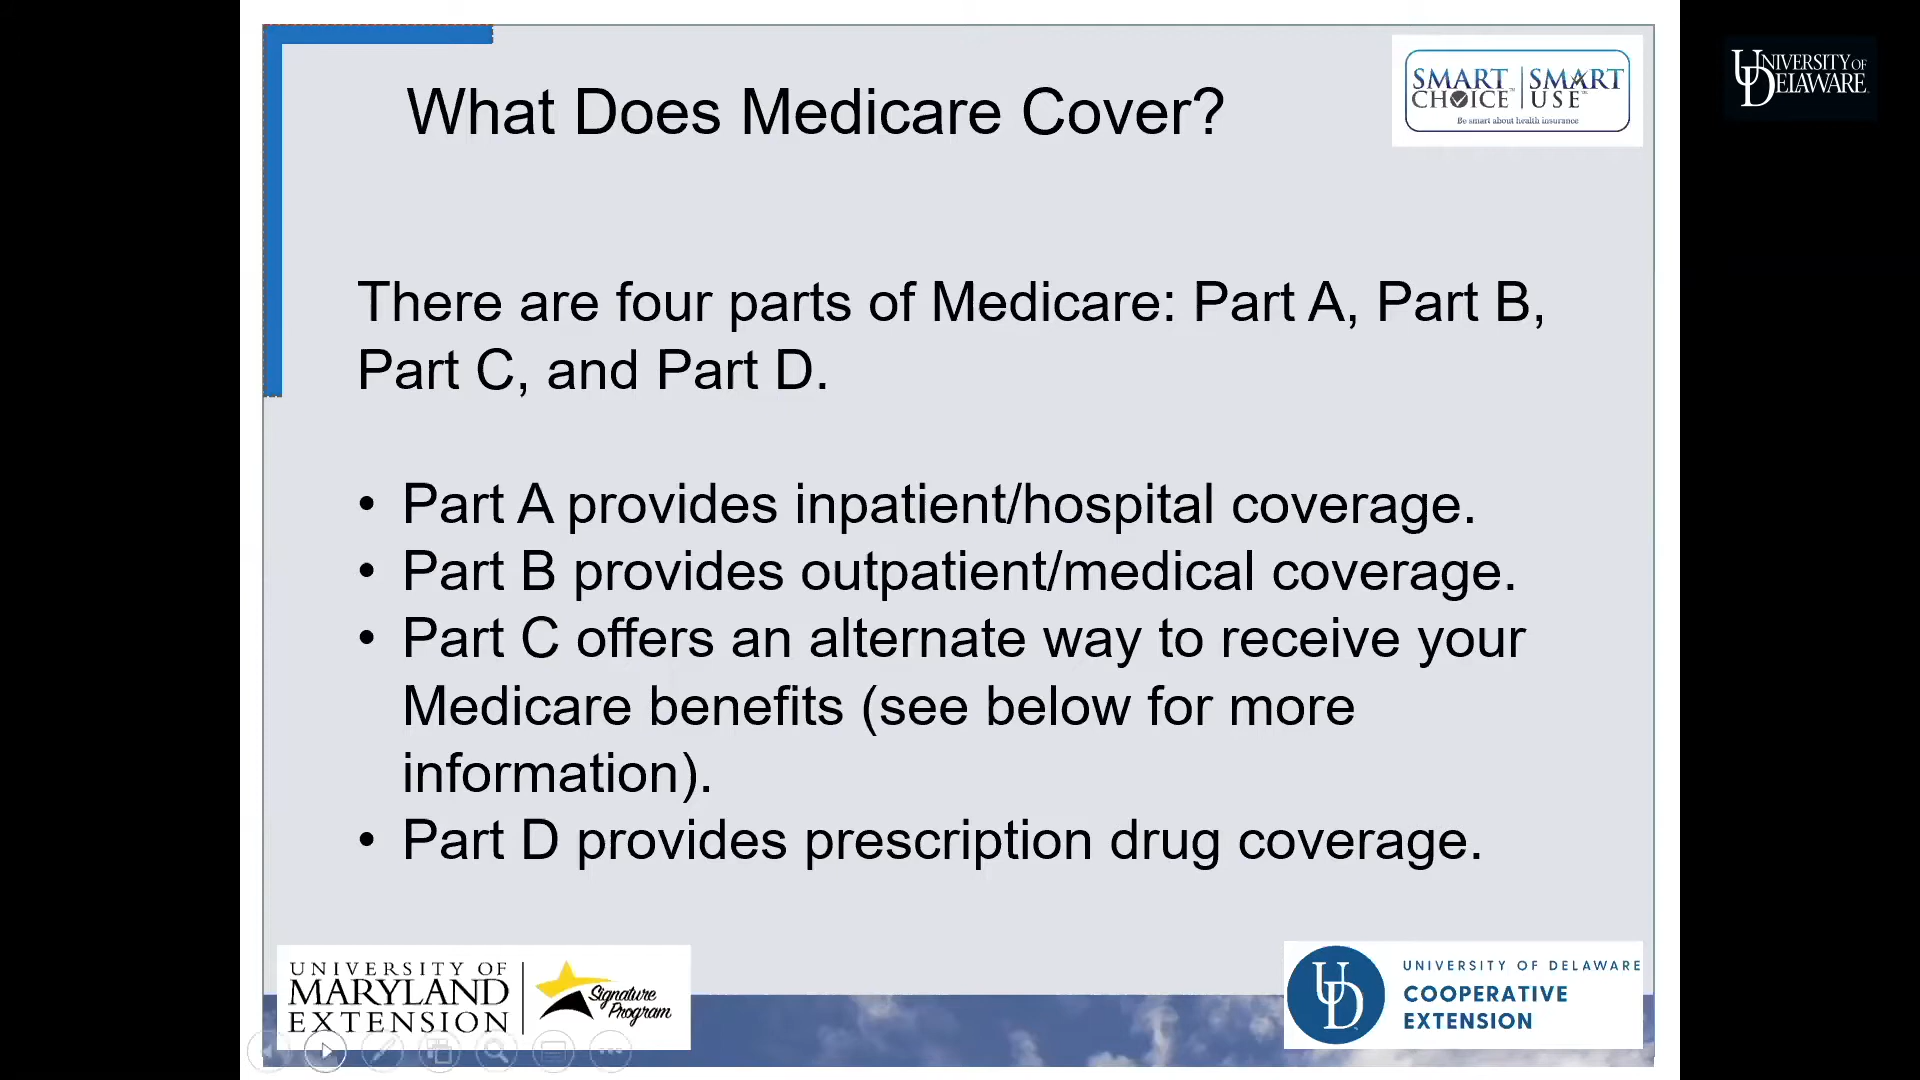 What Does Medicare Cover?
SMART CHOICE | SMART USE
Be smart about health insurance
UNIVERSITY OF DELAWARE
There are four parts of Medicare: Part A, Part B,
Part C, and Part D.
• Part A provides inpatient/hospital coverage.
• Part B provides outpatient/medical coverage.
• Part C offers an alternate way to receive your
Medicare benefits (see below for more
information).
• Part D provides prescription drug coverage.
UNIVERSITY OF
MARYLAND
EXTENSION
Signature
Program
UD
UNIVERSITY OF DELAWARE
COOPERATIVE
EXTENSION